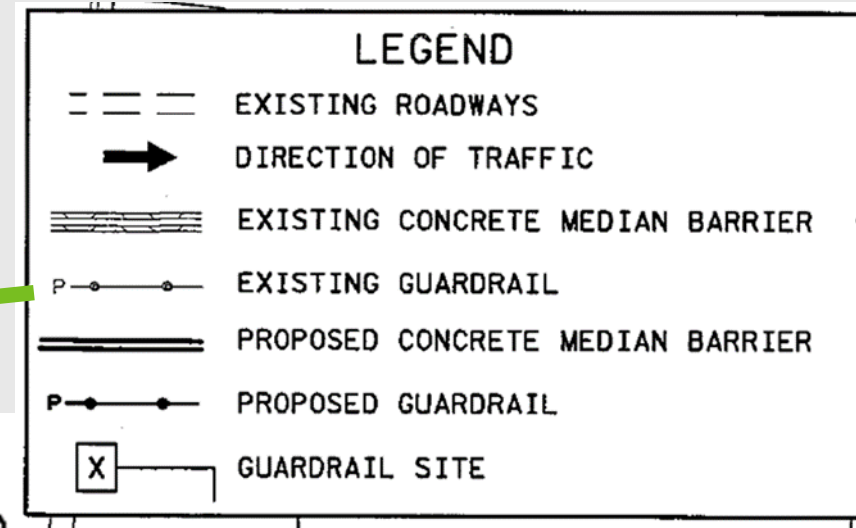 LEGEND
EXISTING ROADWAYS
DIRECTION OF TRAFFIC
EXISTING CONCRETE MEDIAN BARRIER
P EXISTING GUARDRAIL
PROPOSED CONCRETE MEDIAN BARRIER
P PROPOSED GUARDRAIL
X GUARDRAIL SITE